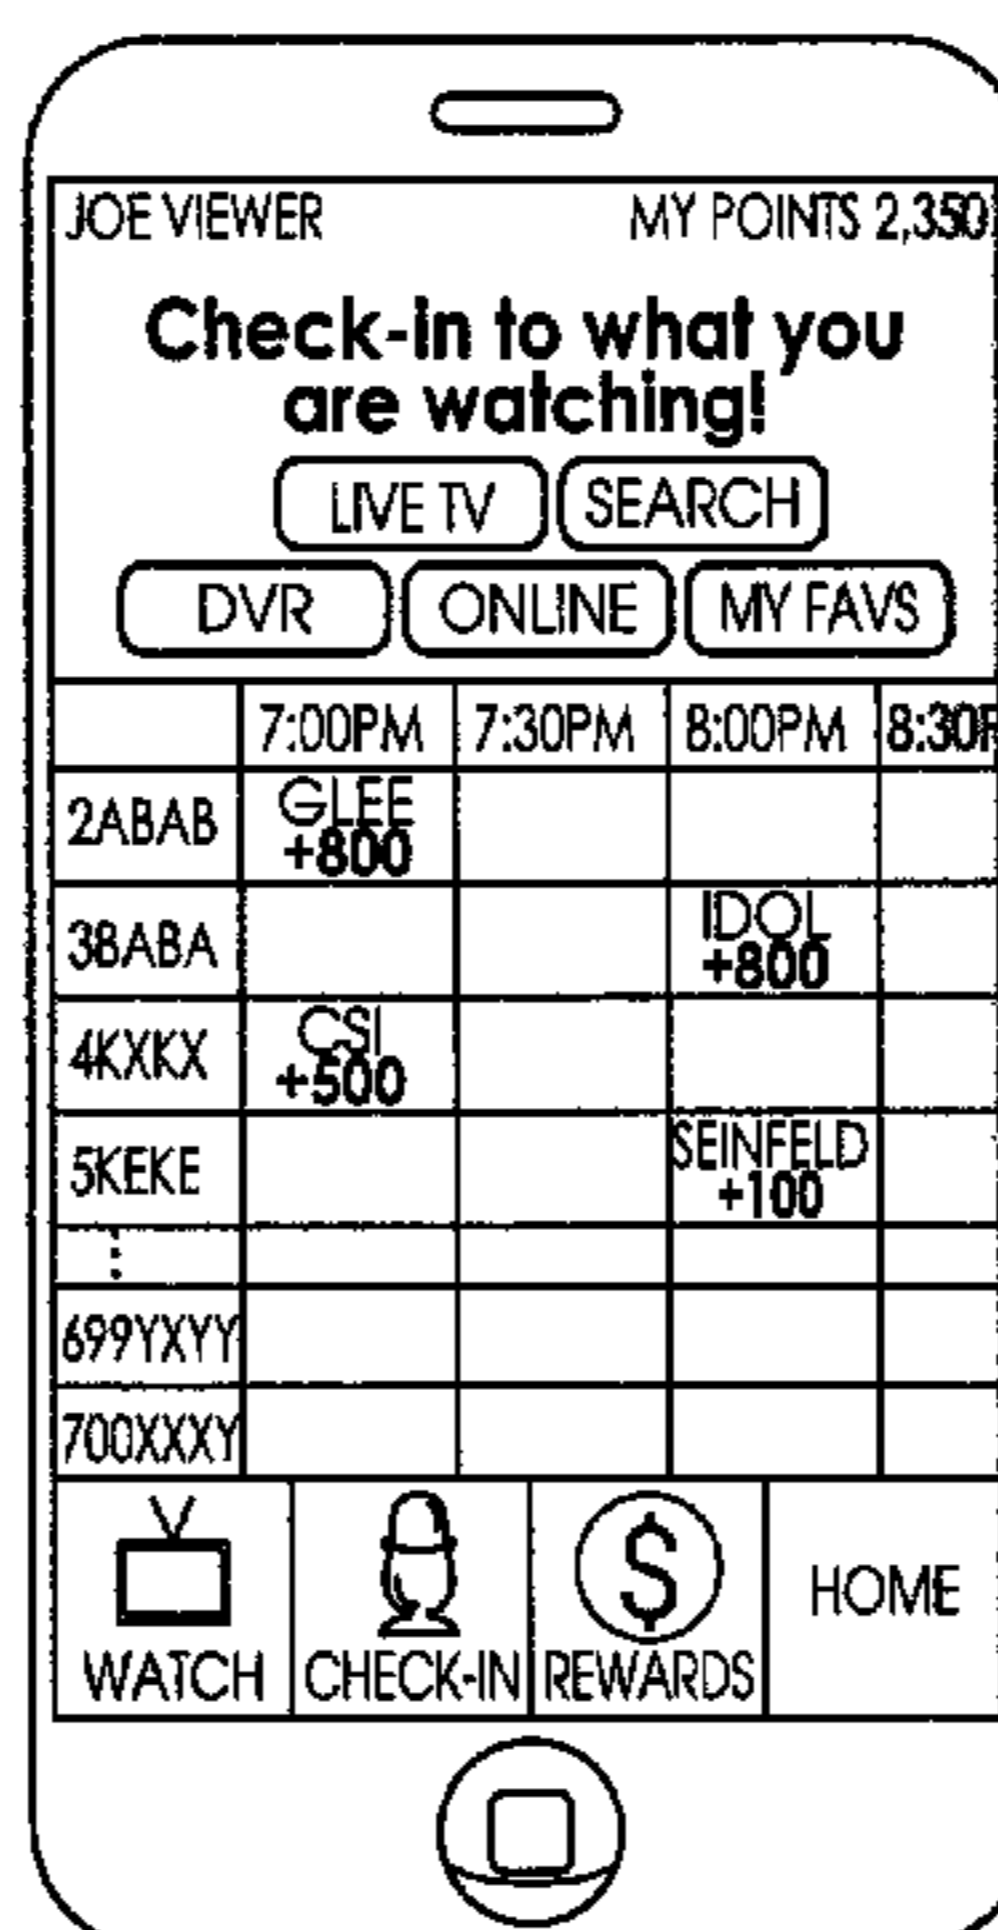 JOE VIEWER MY POINTS 2,350
Check-in to what you
are watching!
LIVE TV SEARCH
DVR ONLINE MY FAVS
7:00PM 7:30PM 8:00PM 8:30P
2ABAB GLEE
+800
38ABA IDOL
+800
4KXKX CSI
+500
5KEKE SEINFELD
+100
⋮
699YXYY
700XXXY
$
HOME
WATCH CHECK-IN REWARDS